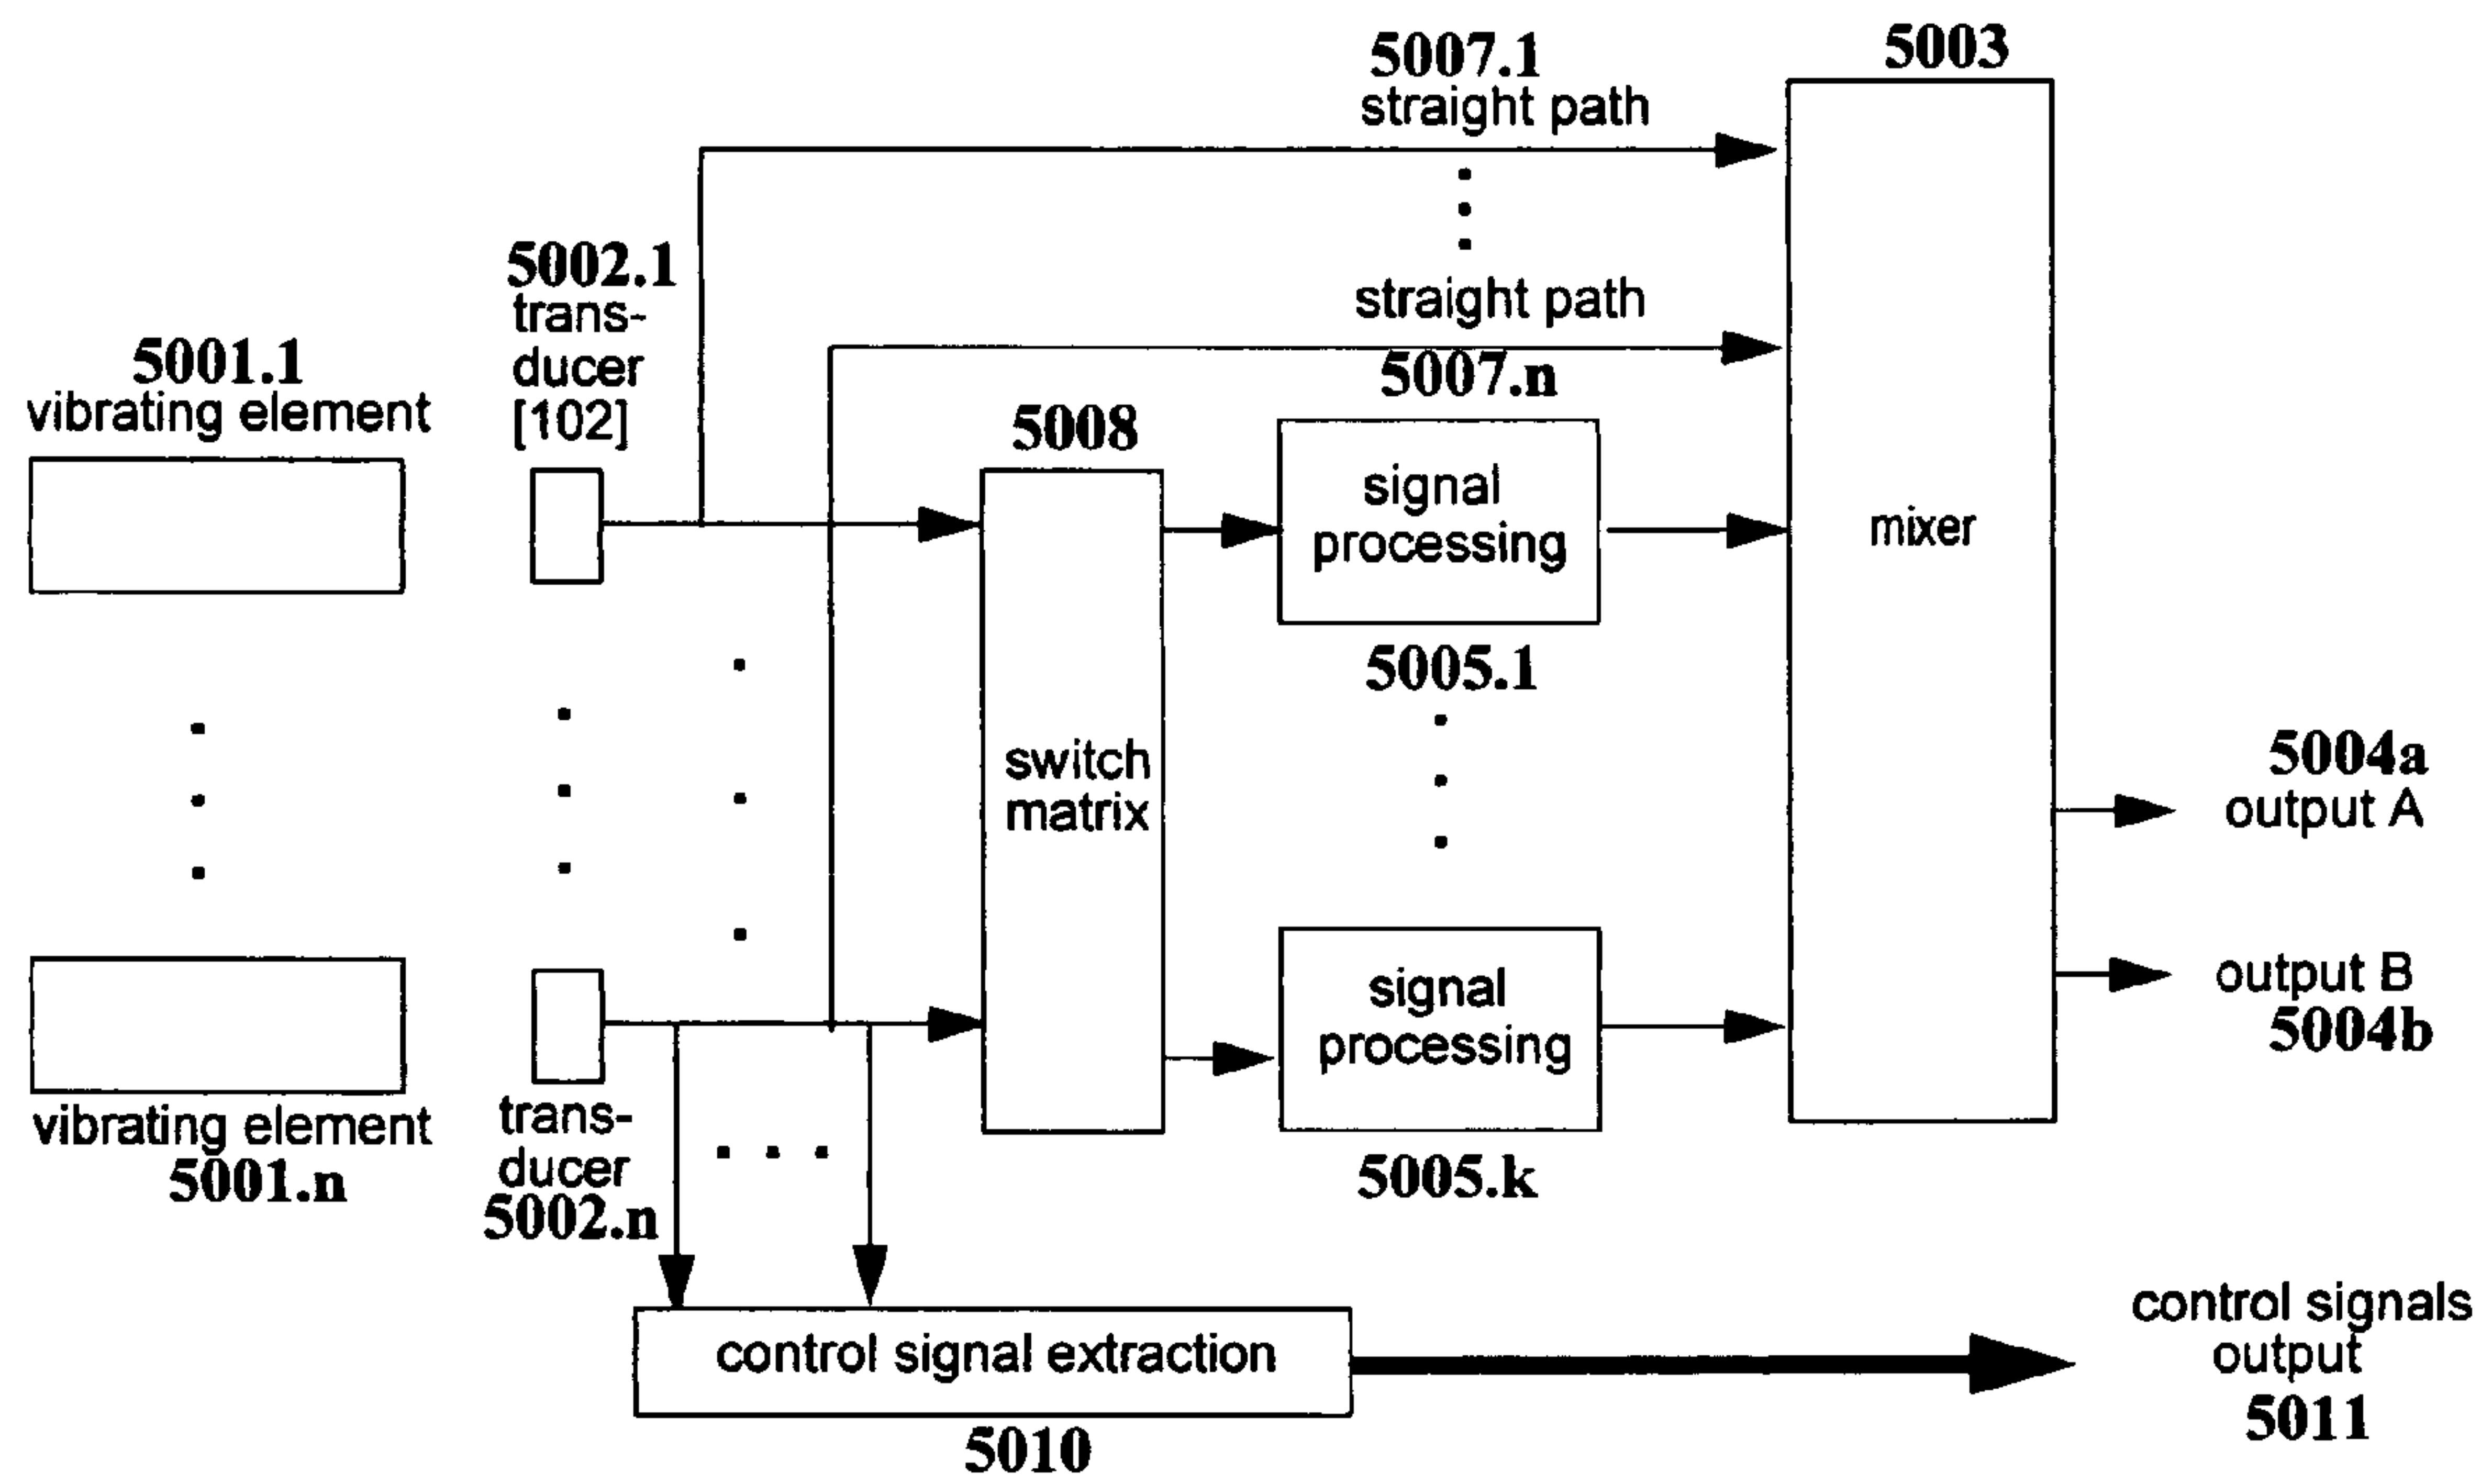 5007.1
straight path
5003
5002.1
trans-
ducer
[102]
straight path
5007.n
5001.1
vibrating element
5008
signal
processing
mixer
5005.1
switch
matrix
5004a
output A
output B
5004b
signal
processing
5005.k
vibrating element
5001.n
trans-
ducer
5002.n
control signal extraction
5010
control signals
output
5011